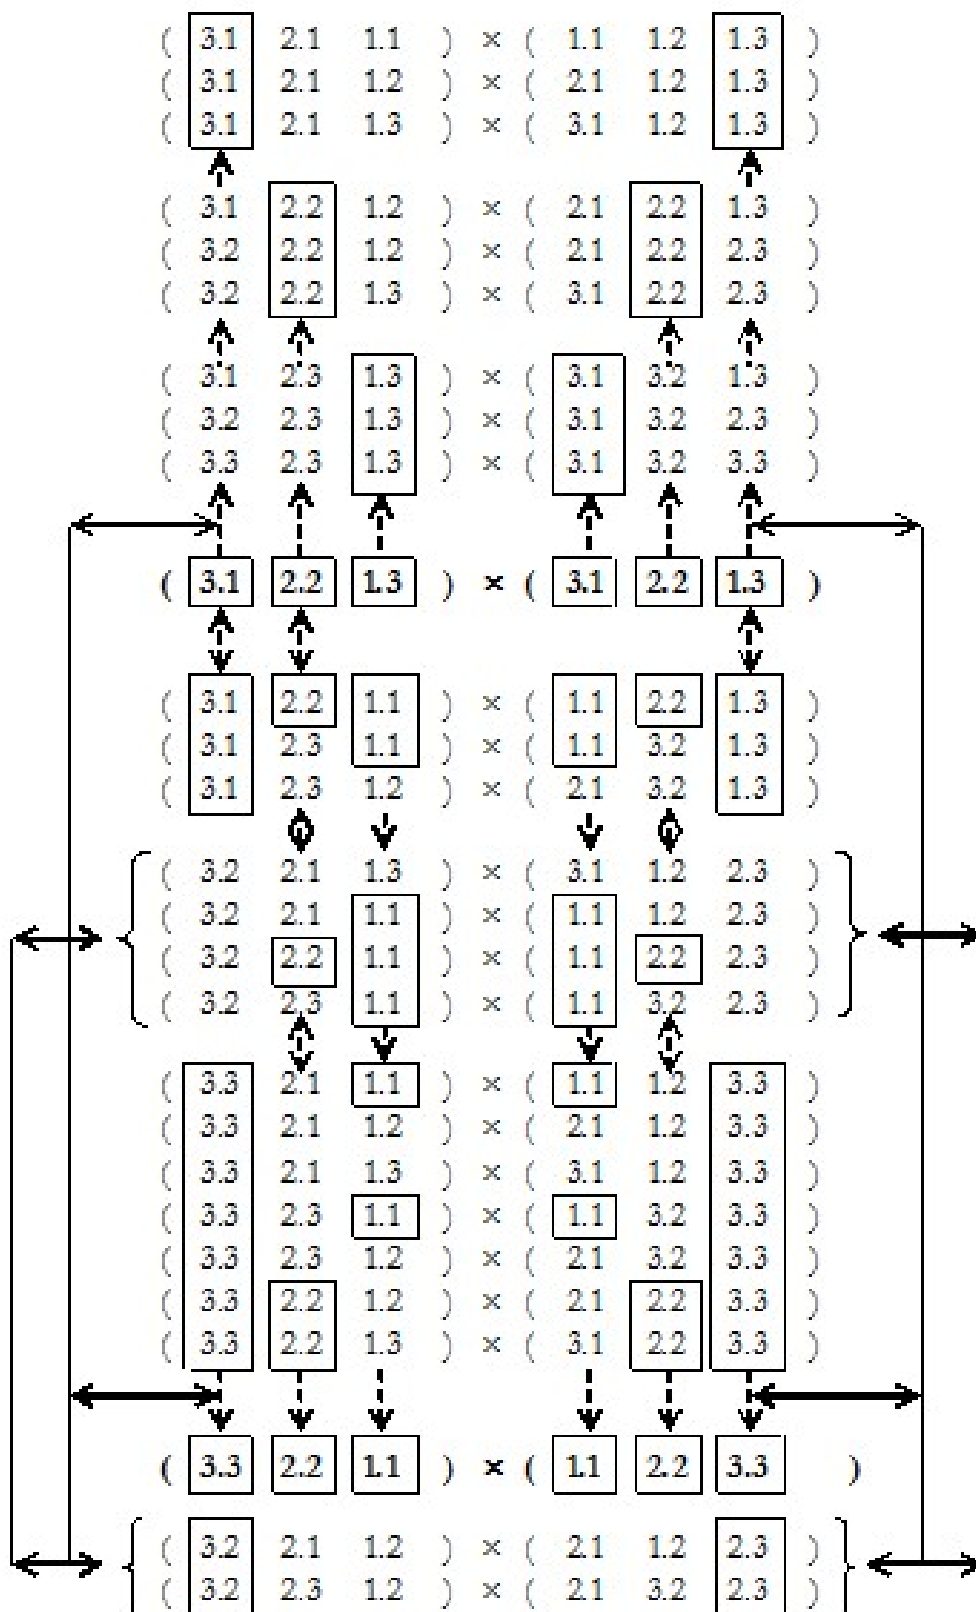 ( 3.1 2.1 1.1 ) × ( 1.1 1.2 1.3 )
( 3.1 2.1 1.2 ) × ( 2.1 1.2 1.3 )
( 3.1 2.1 1.3 ) × ( 3.1 1.2 1.3 )
( 3.1 2.2 1.2 ) × ( 2.1 2.2 1.3 )
( 3.2 2.2 1.2 ) × ( 2.1 2.2 2.3 )
( 3.2 2.2 1.3 ) × ( 3.1 2.2 2.3 )
( 3.1 2.3 1.3 ) × ( 3.1 3.2 1.3 )
( 3.2 2.3 1.3 ) × ( 3.1 3.2 2.3 )
( 3.3 2.3 1.3 ) × ( 3.1 3.2 3.3 )
( 3.1 2.2 1.3 ) × ( 3.1 2.2 1.3 )
( 3.1 2.2 1.1 ) × ( 1.1 2.2 1.3 )
( 3.1 2.3 1.1 ) × ( 1.1 3.2 1.3 )
( 3.1 2.3 1.2 ) × ( 2.1 3.2 1.3 )
( 3.2 2.1 1.3 ) × ( 3.1 1.2 2.3 )
( 3.2 2.1 1.1 ) × ( 1.1 1.2 2.3 )
( 3.2 2.2 1.1 ) × ( 1.1 2.2 2.3 )
( 3.2 2.3 1.1 ) × ( 1.1 3.2 2.3 )
( 3.3 2.1 1.1 ) × ( 1.1 1.2 3.3 )
( 3.3 2.1 1.2 ) × ( 2.1 1.2 3.3 )
( 3.3 2.1 1.3 ) × ( 3.1 1.2 3.3 )
( 3.3 2.3 1.1 ) × ( 1.1 3.2 3.3 )
( 3.3 2.3 1.2 ) × ( 2.1 3.2 3.3 )
( 3.3 2.2 1.2 ) × ( 2.1 2.2 3.3 )
( 3.3 2.2 1.3 ) × ( 3.1 2.2 3.3 )
( 3.3 2.2 1.1 ) × ( 1.1 2.2 3.3 )
( 3.2 2.1 1.2 ) × ( 2.1 1.2 2.3 )
( 3.2 2.3 1.2 ) × ( 2.1 3.2 2.3 )